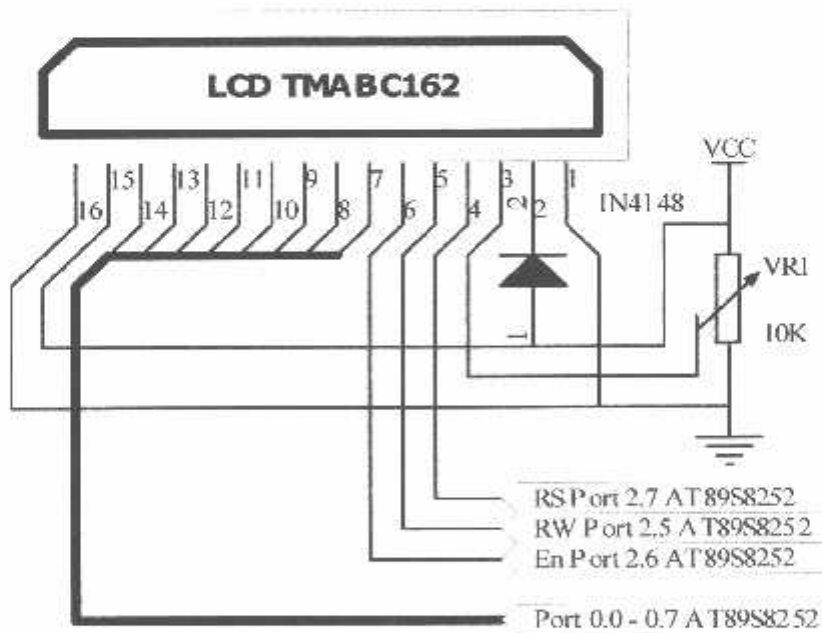 LCD TMABC162
VCC
15 13 11 9 7 5 3 1
16 14 12 10 8 6 4 2 2
1N4148
VR1
1
10K
RS Port 2.7 AT89S8252
RW Port 2.5 AT89S8252
En Port 2.6 AT89S8252
Port 0.0 - 0.7 AT89S8252